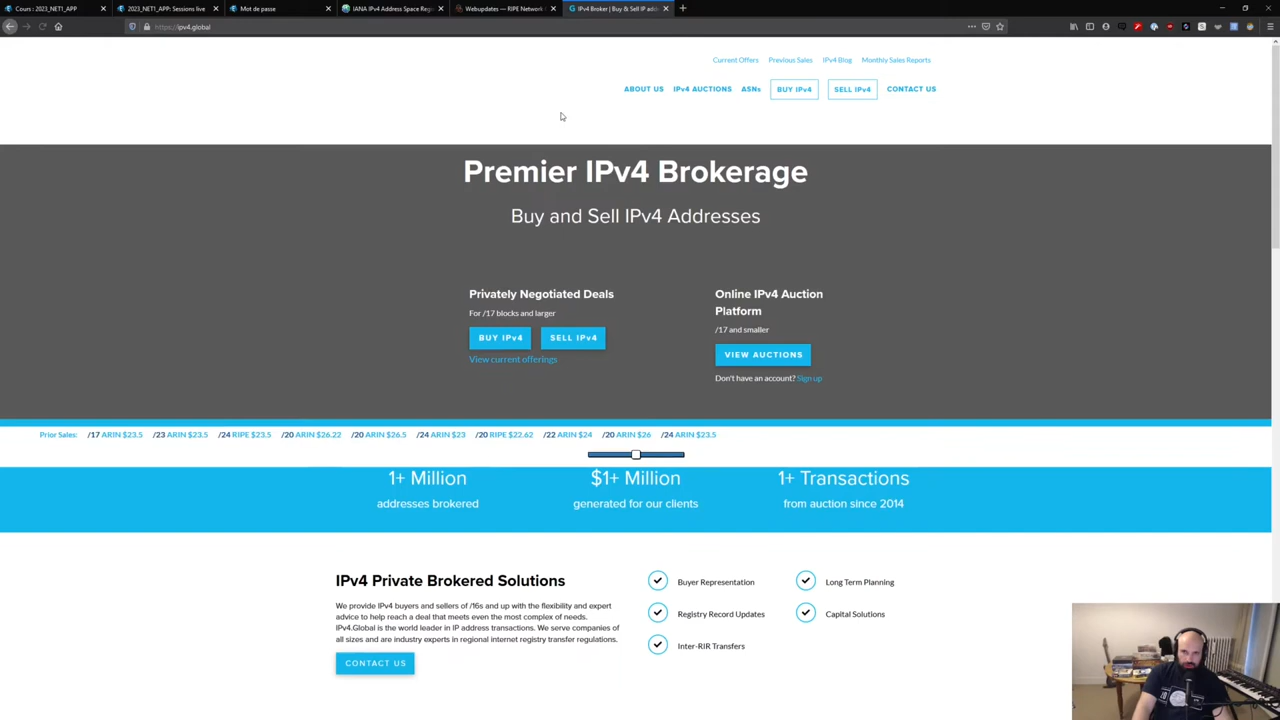 Cours : 2023_NET1_APP
2023_NET1_APP: Sessions live
Mot de passe
IANA IPv4 Address Space Reg
Webupdates — RIPE Network
IPv4 Broker | Buy & Sell IP add
https://ipv4.global
Current Offers Previous Sales IPv4 Blog Monthly Sales Reports
ABOUT US IPv4 AUCTIONS ASNs BUY IPv4 SELL IPv4 CONTACT US
Premier IPv4 Brokerage
Buy and Sell IPv4 Addresses
Privately Negotiated Deals
For /17 blocks and larger
BUY IPv4 SELL IPv4
View current offerings
Online IPv4 Auction
Platform
/17 and smaller
VIEW AUCTIONS
Don't have an account? Sign up
Prior Sales: /17 ARIN $23.5 /23 ARIN $23.5 /24 RIPE $23.5 /20 ARIN $26.22 /20 ARIN $26.5 /24 ARIN $23 /20 RIPE $22.62 /22 ARIN $24 /20 ARIN $26 /24 ARIN $23.5
1+ Million
addresses brokered
$1+ Million
generated for our clients
1+ Transactions
from auction since 2014
IPv4 Private Brokered Solutions
We provide IPv4 buyers and sellers of /16s and up with the flexibility and expert
advice to help reach a deal that meets even the most complex of needs.
IPv4.Global is the world leader in IP address transactions. We serve companies of
all sizes and are industry experts in regional internet registry transfer regulations.
CONTACT US
Buyer Representation
Registry Record Updates
Inter-RIR Transfers
Long Term Planning
Capital Solutions